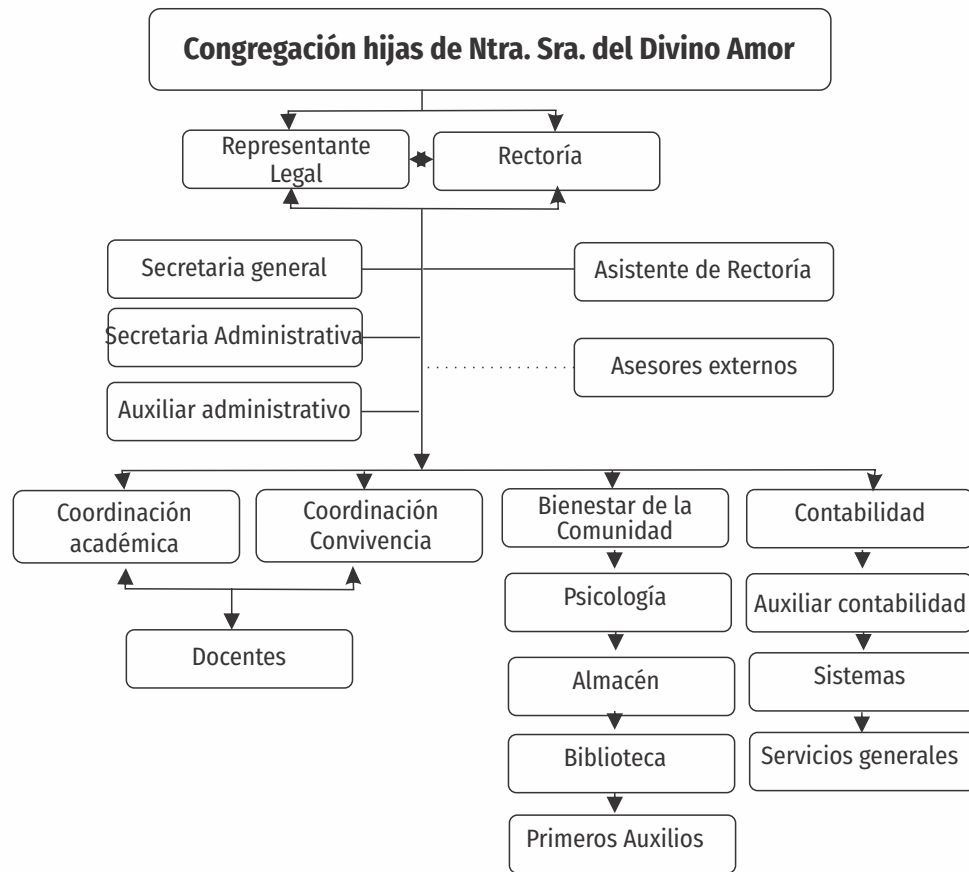 Congregación hijas de Ntra. Sra. del Divino Amor
Representante
Legal
Rectoría
Secretaria general
Asistente de Rectoría
Secretaria Administrativa
Asesores externos
Auxiliar administrativo
Coordinación
académica
Coordinación
Convivencia
Bienestar de la
Comunidad
Contabilidad
Psicología
Auxiliar contabilidad
Docentes
Almacén
Sistemas
Biblioteca
Servicios generales
Primeros Auxilios